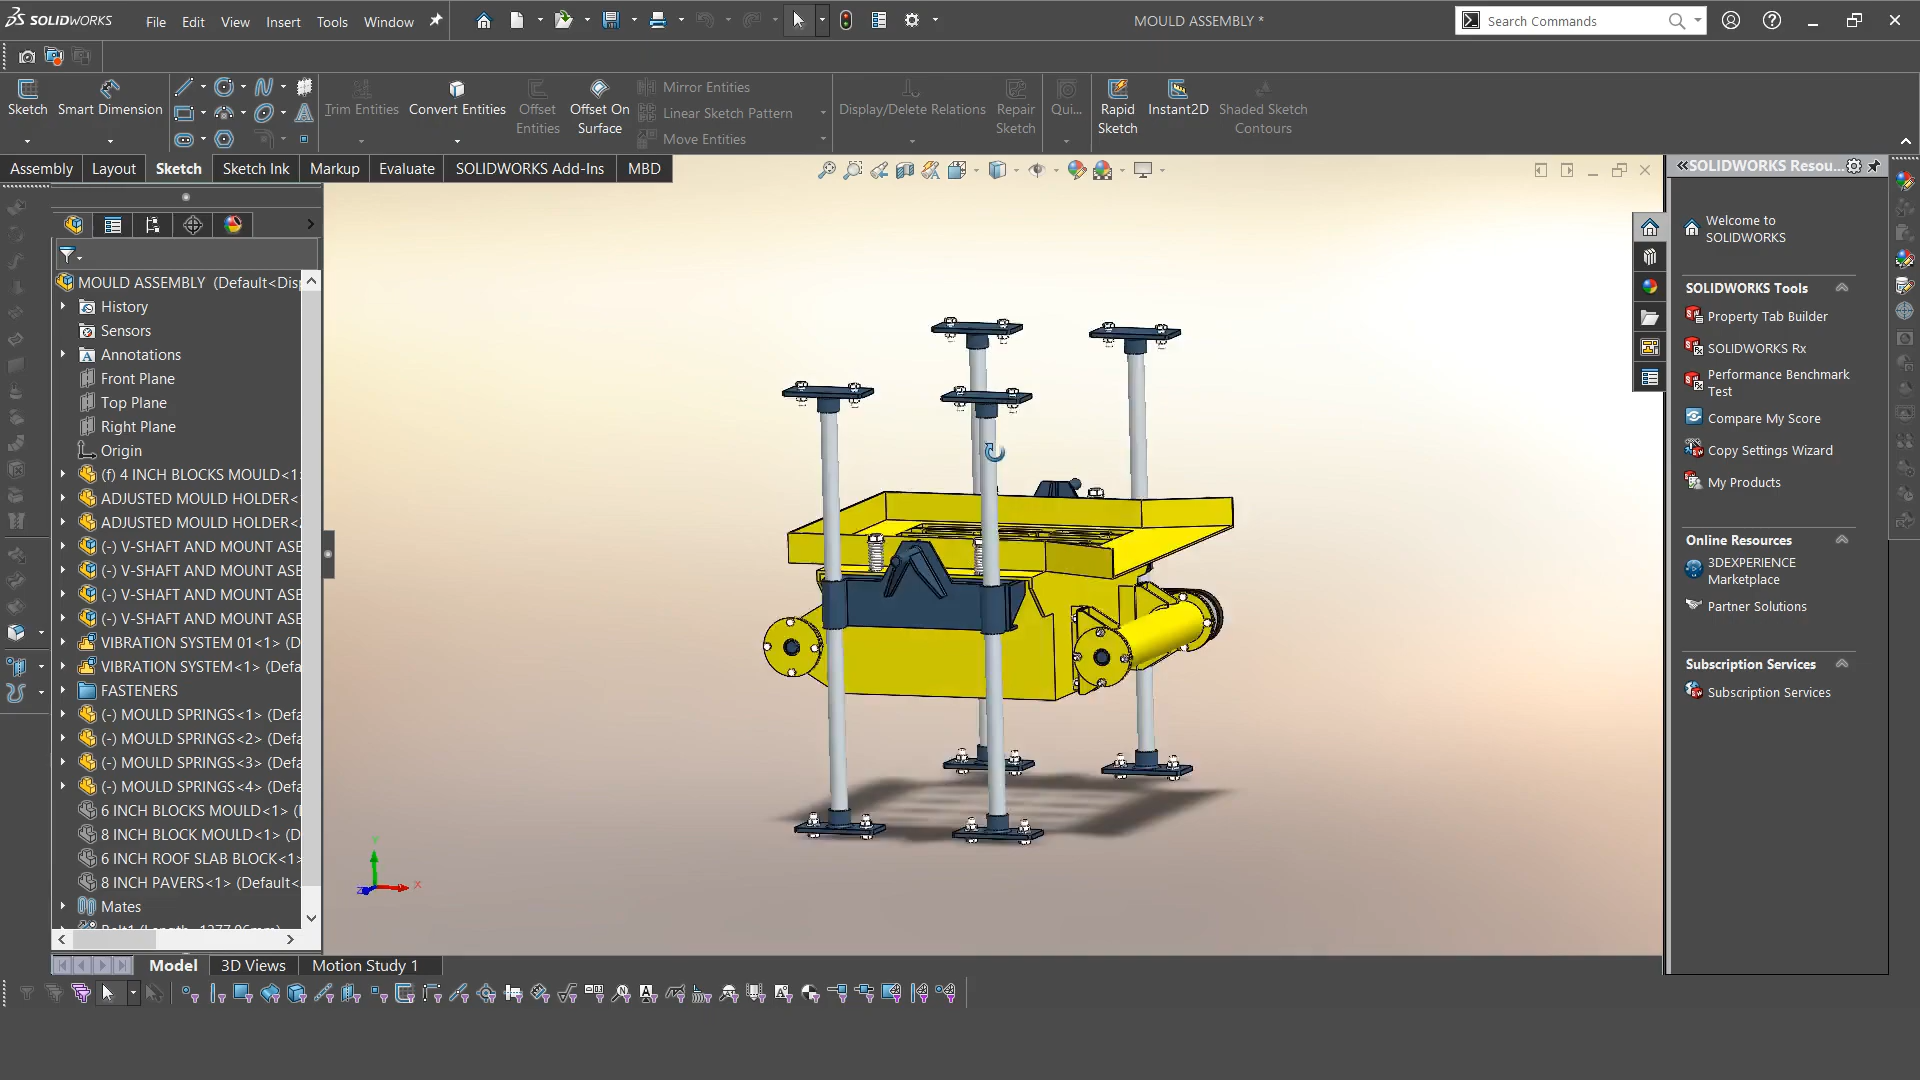 SOLIDWORKS
File Edit View Insert Tools Window
MOULD ASSEMBLY *
Search Commands
Sketch
Smart Dimension
Trim Entities
Convert Entities
Offset
Entities
Offset On
Surface
Mirror Entities
Linear Sketch Pattern
Move Entities
Display/Delete Relations
Repair
Sketch
Qui...
Rapid
Sketch
Instant2D
Shaded Sketch
Contours
Assembly Layout Sketch Sketch Ink Markup Evaluate SOLIDWORKS Add-Ins MBD
MOULD ASSEMBLY (Default<Disp
History
Sensors
Annotations
Front Plane
Top Plane
Right Plane
Origin
(f) 4 INCH BLOCKS MOULD<1>
ADJUSTED MOULD HOLDER<
ADJUSTED MOULD HOLDER<2
(-) V-SHAFT AND MOUNT ASE
(-) V-SHAFT AND MOUNT ASE
(-) V-SHAFT AND MOUNT ASE
(-) V-SHAFT AND MOUNT ASE
VIBRATION SYSTEM 01<1> (D
VIBRATION SYSTEM<1> (Defa
FASTENERS
(-) MOULD SPRINGS<1> (Defa
(-) MOULD SPRINGS<2> (Defa
(-) MOULD SPRINGS<3> (Defa
(-) MOULD SPRINGS<4> (Defa
6 INCH BLOCKS MOULD<1> (
8 INCH BLOCK MOULD<1> (D
6 INCH ROOF SLAB BLOCK<1>
8 INCH PAVERS<1> (Default<
Mates
Y
X
Z
Model 3D Views Motion Study 1
SOLIDWORKS Resou...
Welcome to
SOLIDWORKS
SOLIDWORKS Tools
Property Tab Builder
SOLIDWORKS Rx
Performance Benchmark
Test
Compare My Score
Copy Settings Wizard
My Products
Online Resources
3DEXPERIENCE
Marketplace
Partner Solutions
Subscription Services
Subscription Services